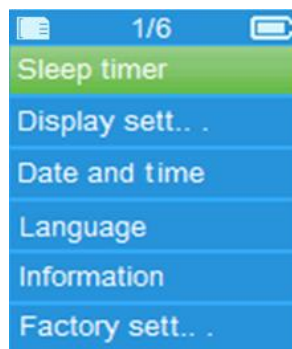 1/6
Sleep timer
Display sett.. .
Date and time
Language
Information
Factory sett.. .